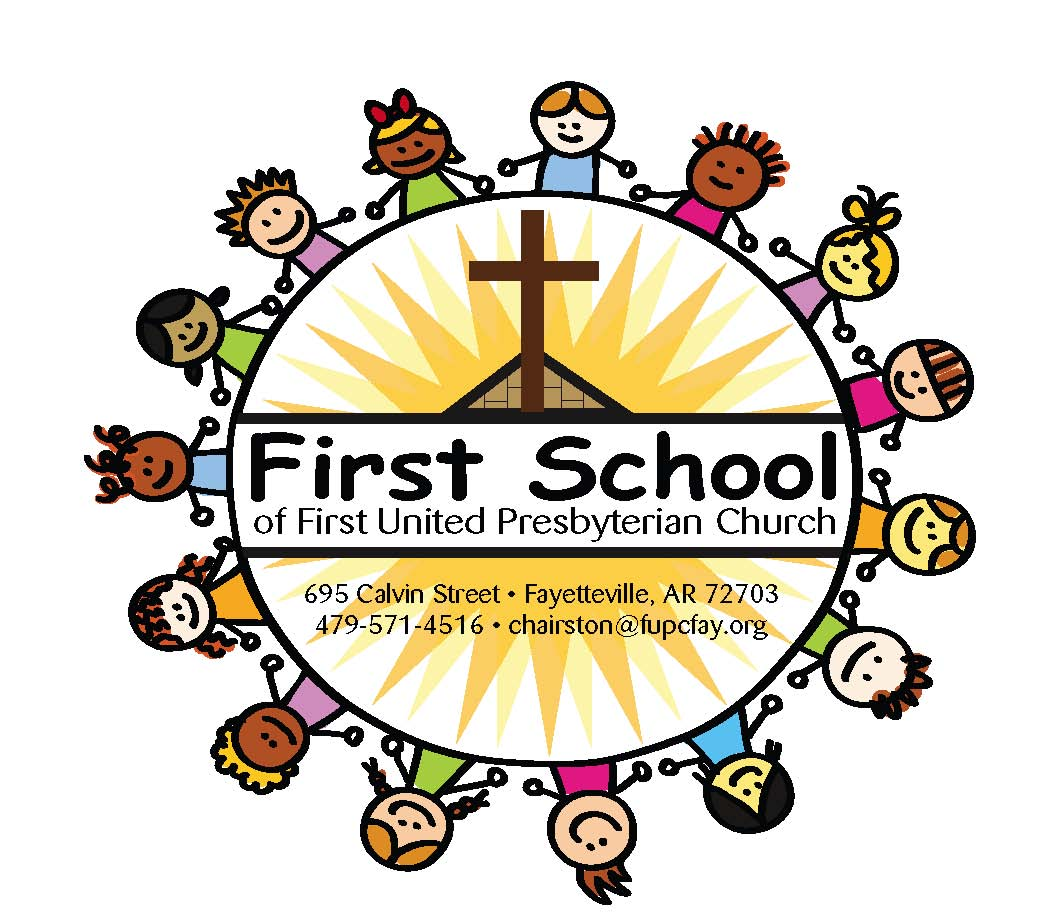 First School
of First United Presbyterian Church
695 Calvin Street • Fayetteville, AR 72703
479-571-4516 • chairston@fupcfay.org